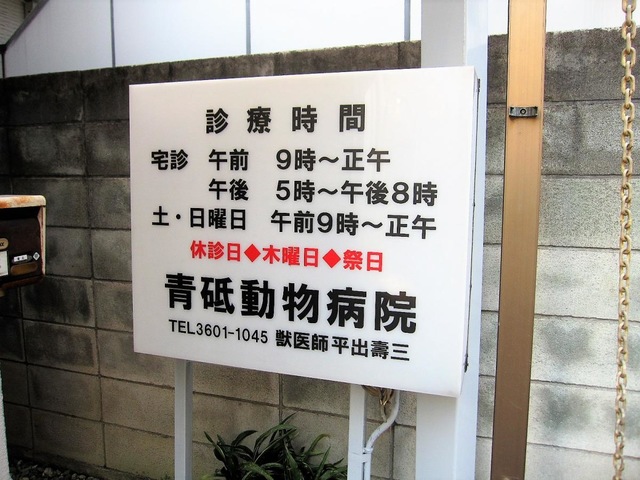 診療時間
宅診 午前 9時～正午
午後 5時～午後8時
土・日曜日 午前9時～正午
休診日◆木曜日◆祭日
青砥動物病院
TEL3601-1045 獣医師平出壽三